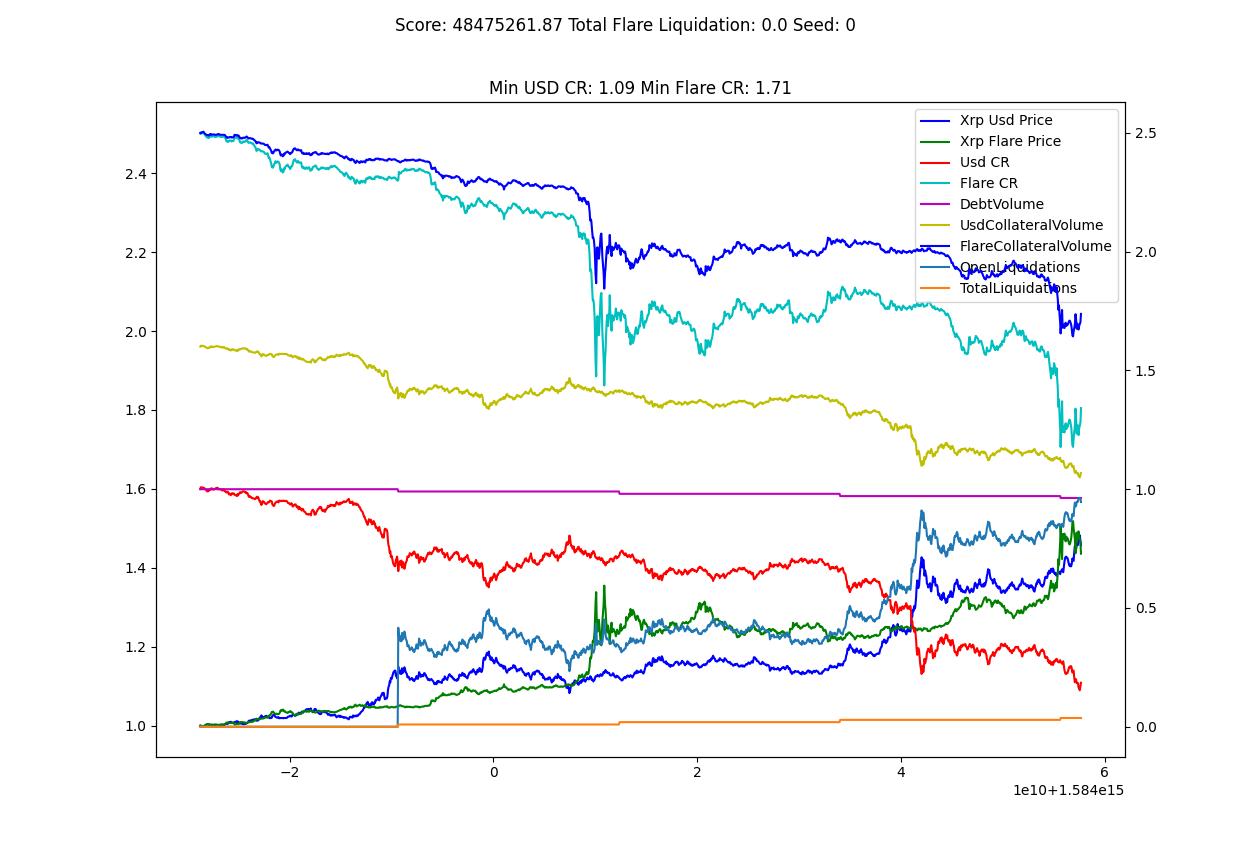 Score: 48475261.87 Total Flare Liquidation: 0.0 Seed: 0
Min USD CR: 1.09 Min Flare CR: 1.71
Xrp Usd Price
Xrp Flare Price
Usd CR
Flare CR
DebtVolume
UsdCollateralVolume
FlareCollateralVolume
OpenLiquidations
TotalLiquidations
2.4
2.2
2.0
1.8
1.6
1.4
1.2
1.0
2.5
2.0
1.5
1.0
0.5
0.0
−2 0 2 4 6
1e10+1.584e15